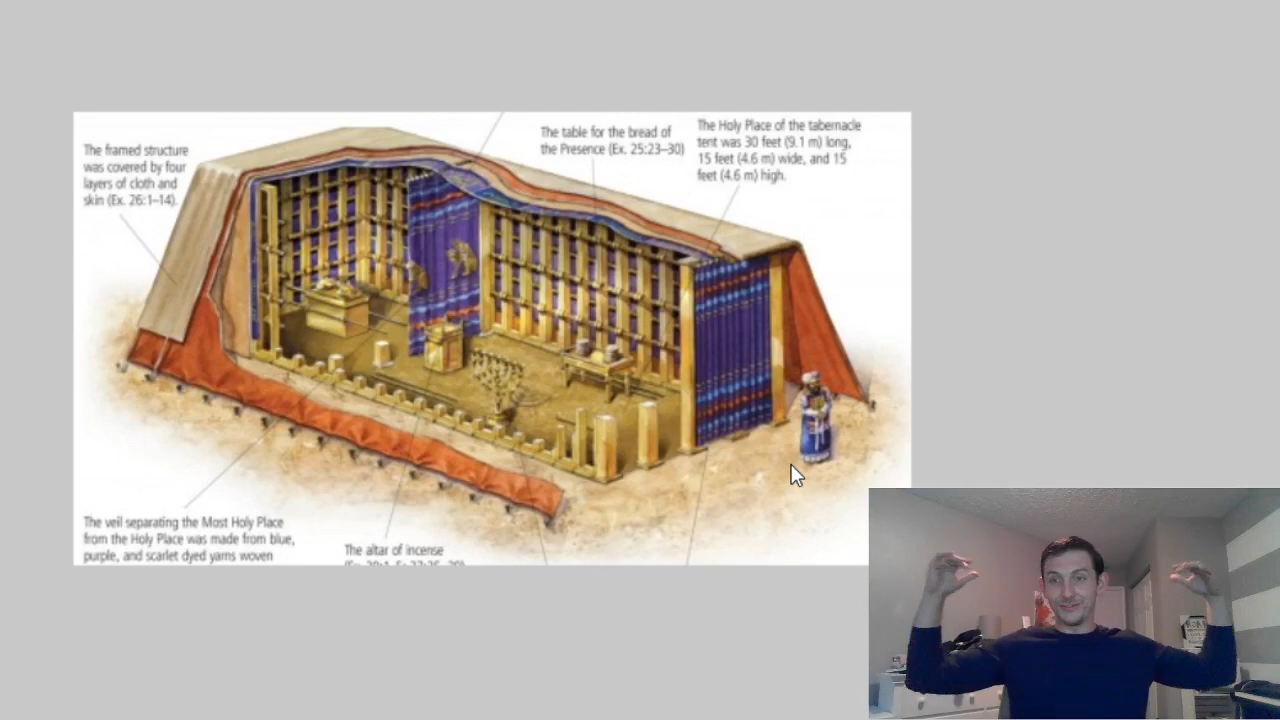 The framed structure
was covered by four
layers of cloth and
skin (Ex. 26:1–14).
The table for the bread of
the Presence (Ex. 25:23–30)
The Holy Place of the tabernacle
tent was 30 feet (9.1 m) long,
15 feet (4.6 m) wide, and 15
feet (4.6 m) high.
The veil separating the Most Holy Place
from the Holy Place was made from blue,
purple, and scarlet dyed yarns woven
The altar of incense